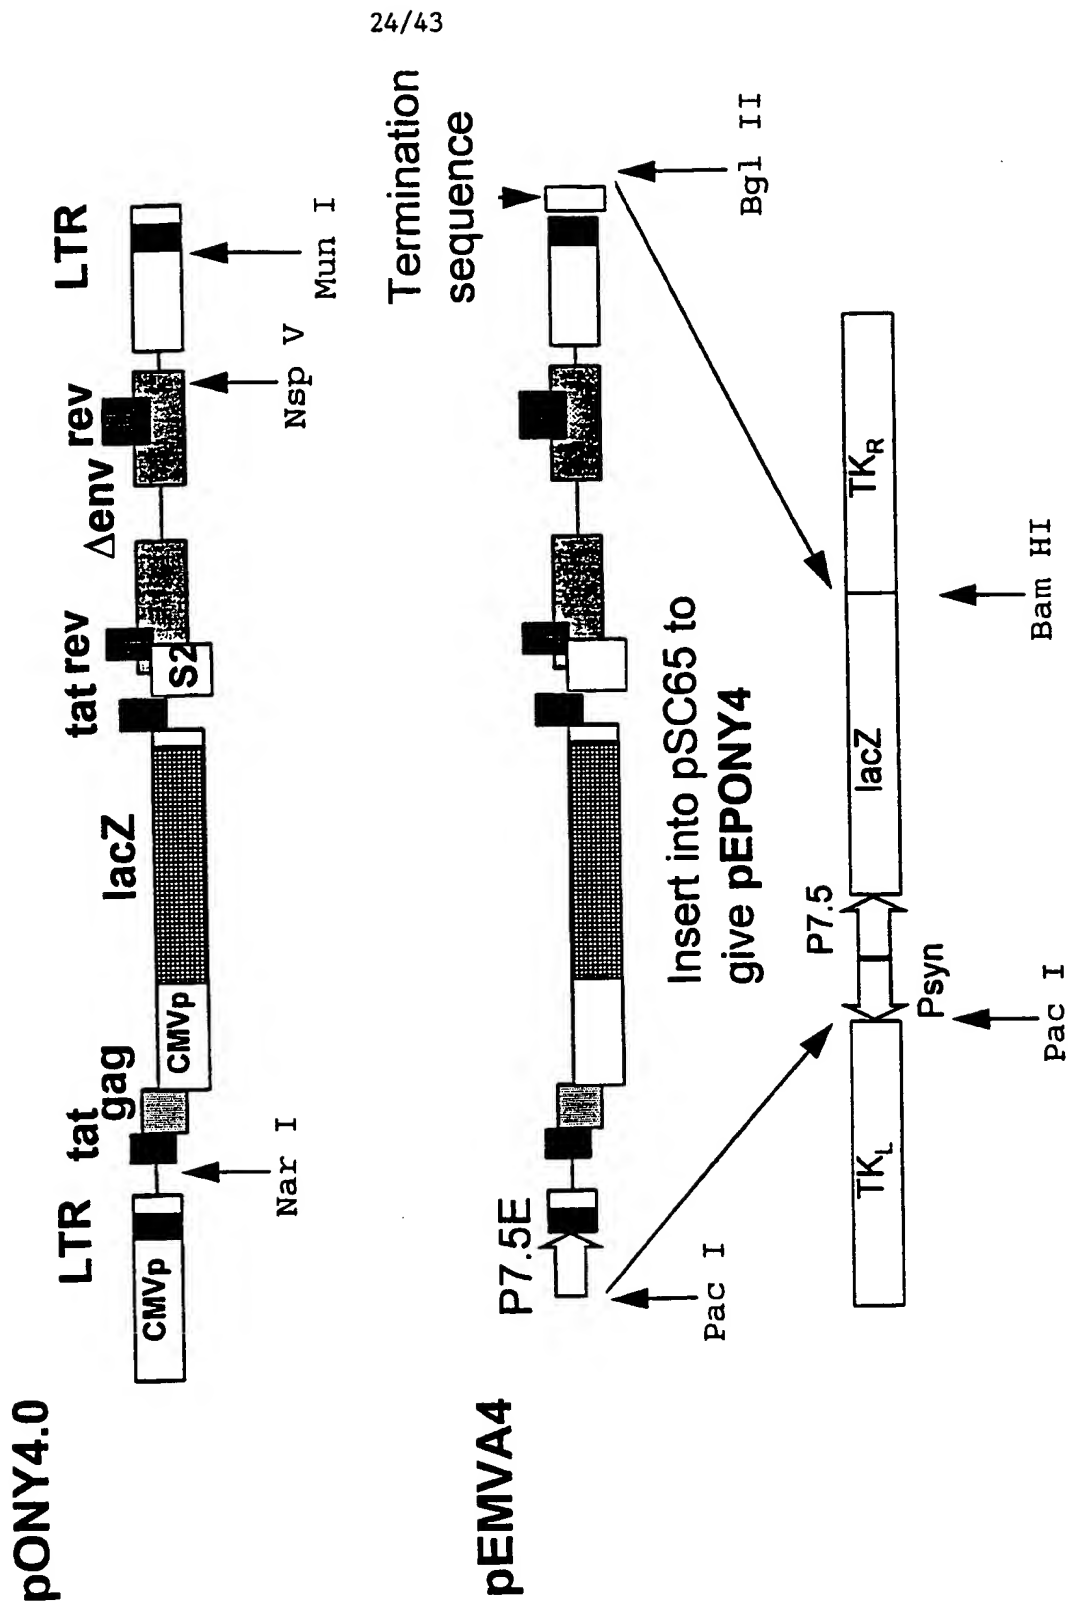 24/43
pONY4.0
LTR tat gag lacZ tat rev Δenv rev LTR
CMVp CMVp S2
Nar I Nsp V Mun I
pEMVA4
P7.5E
Termination
sequence
Pac I Bgl II
Insert into pSC65 to
give pEPONY4
P7.5
TKL lacZ TKR
Psyn
Pac I Bam HI